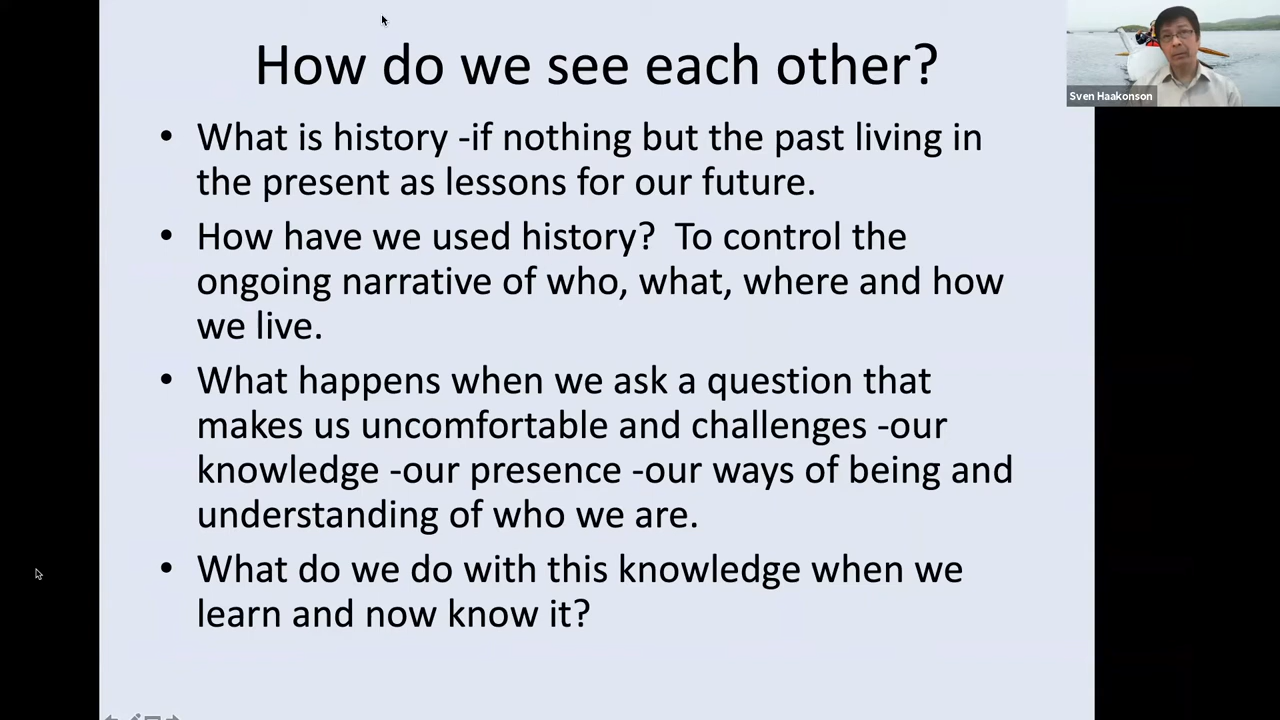 How do we see each other?
Sven Haakonson
• What is history -if nothing but the past living in
the present as lessons for our future.
• How have we used history?  To control the
ongoing narrative of who, what, where and how
we live.
• What happens when we ask a question that
makes us uncomfortable and challenges -our
knowledge -our presence -our ways of being and
understanding of who we are.
• What do we do with this knowledge when we
learn and now know it?